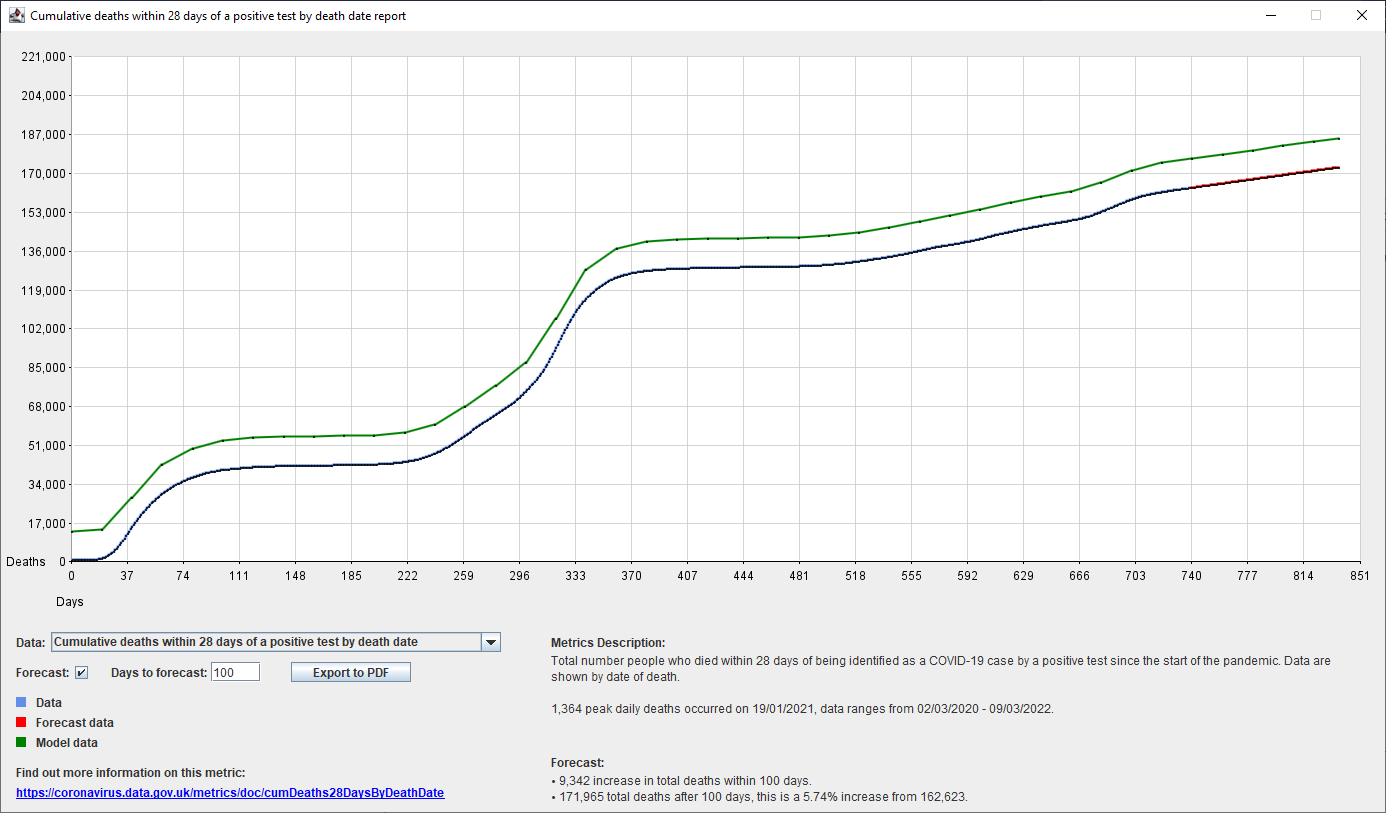 Cumulative deaths within 28 days of a positive test by death date report
221,000
204,000
187,000
170,000
153,000
136,000
119,000
102,000
85,000
68,000
51,000
34,000
17,000
Deaths 0
0 37 74 111 148 185 222 259 296 333 370 407 444 481 518 555 592 629 666 703 740 777 814 851
Days
Data: Cumulative deaths within 28 days of a positive test by death date
Forecast: Days to forecast: 100 Export to PDF
Data
Forecast data
Model data
Find out more information on this metric:
https://coronavirus.data.gov.uk/metrics/doc/cumDeaths28DaysByDeathDate
Metrics Description:
Total number people who died within 28 days of being identified as a COVID-19 case by a positive test since the start of the pandemic. Data are
shown by date of death.
1,364 peak daily deaths occurred on 19/01/2021, data ranges from 02/03/2020 - 09/03/2022.
Forecast:
• 9,342 increase in total deaths within 100 days.
• 171,965 total deaths after 100 days, this is a 5.74% increase from 162,623.